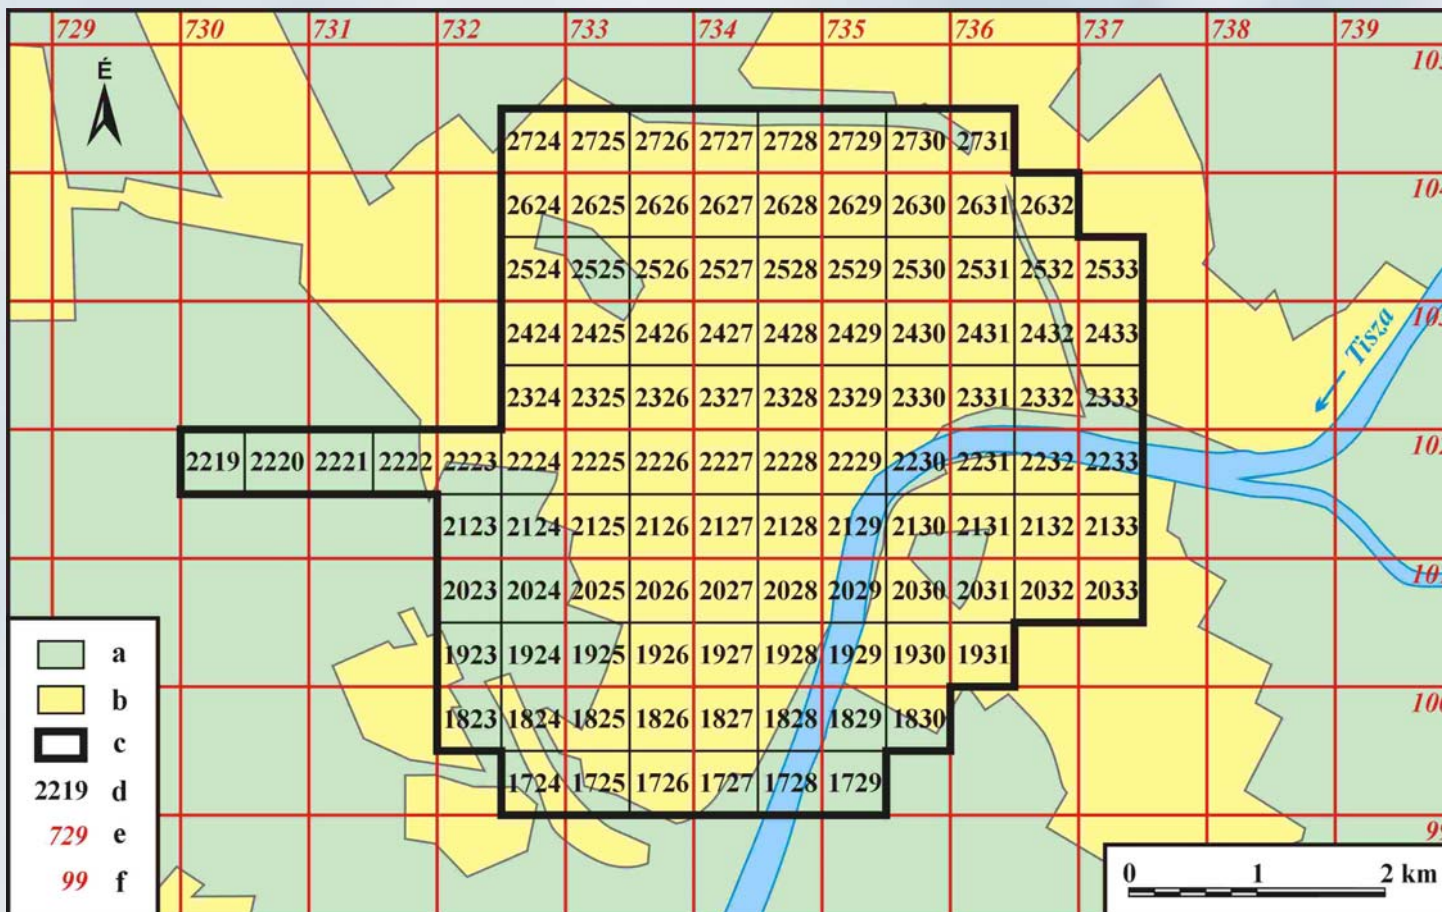 729 730 731 732 733 734 735 736 737 738 739
É
2724 2725 2726 2727 2728 2729 2730 2731
2624 2625 2626 2627 2628 2629 2630 2631 2632
2524 2525 2526 2527 2528 2529 2530 2531 2532 2533
Tisza
2424 2425 2426 2427 2428 2429 2430 2431 2432 2433
2324 2325 2326 2327 2328 2329 2330 2331 2332 2333
2219 2220 2221 2222 2223 2224 2225 2226 2227 2228 2229 2230 2231 2232 2233
2123 2124 2125 2126 2127 2128 2129 2130 2131 2132 2133
2023 2024 2025 2026 2027 2028 2029 2030 2031 2032 2033
1923 1924 1925 1926 1927 1928 1929 1930 1931
1823 1824 1825 1826 1827 1828 1829 1830
1724 1725 1726 1727 1728 1729
a
b
c
2219 d
729 e
99 f
0 1 2 km